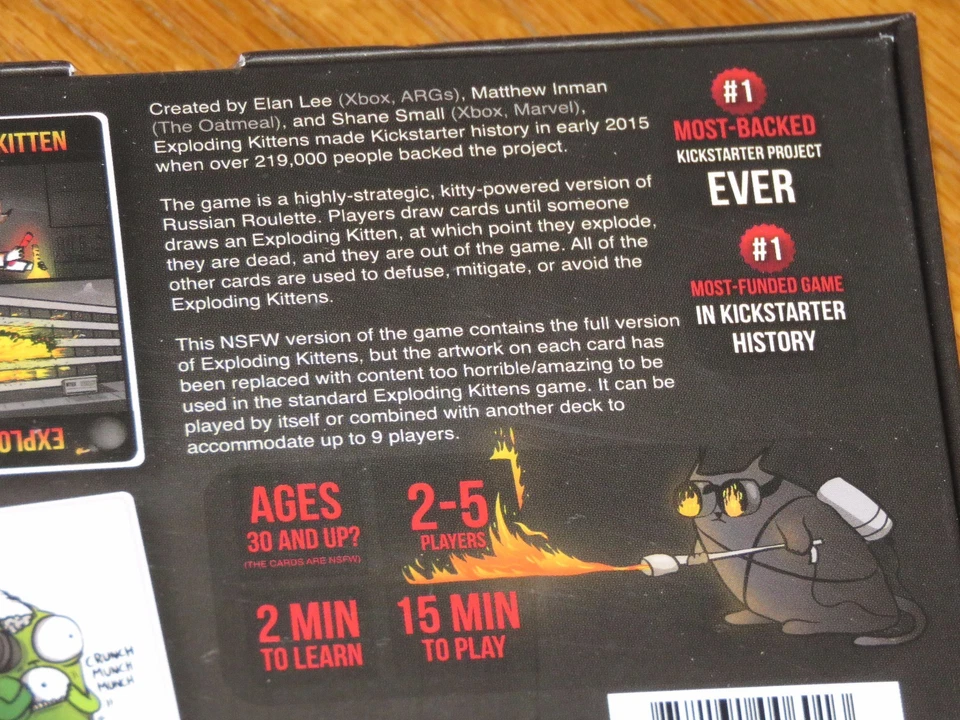 KITTEN
EXPLO
CRUNCH
MUNCH
MUNCH
Created by Elan Lee (Xbox, ARGs), Matthew Inman
(The Oatmeal), and Shane Small (Xbox, Marvel),
Exploding Kittens made Kickstarter history in early 2015
when over 219,000 people backed the project.
The game is a highly-strategic, kitty-powered version of
Russian Roulette. Players draw cards until someone
draws an Exploding Kitten, at which point they explode,
they are dead, and they are out of the game. All of the
other cards are used to defuse, mitigate, or avoid the
Exploding Kittens.
This NSFW version of the game contains the full version
of Exploding Kittens, but the artwork on each card has
been replaced with content too horrible/amazing to be
used in the standard Exploding Kittens game. It can be
played by itself or combined with another deck to
accommodate up to 9 players.
#1
MOST-BACKED
KICKSTARTER PROJECT
EVER
#1
MOST-FUNDED GAME
IN KICKSTARTER
HISTORY
AGES
30 AND UP?
(THE CARDS ARE NSFW)
2-5
PLAYERS
2 MIN
TO LEARN
15 MIN
TO PLAY